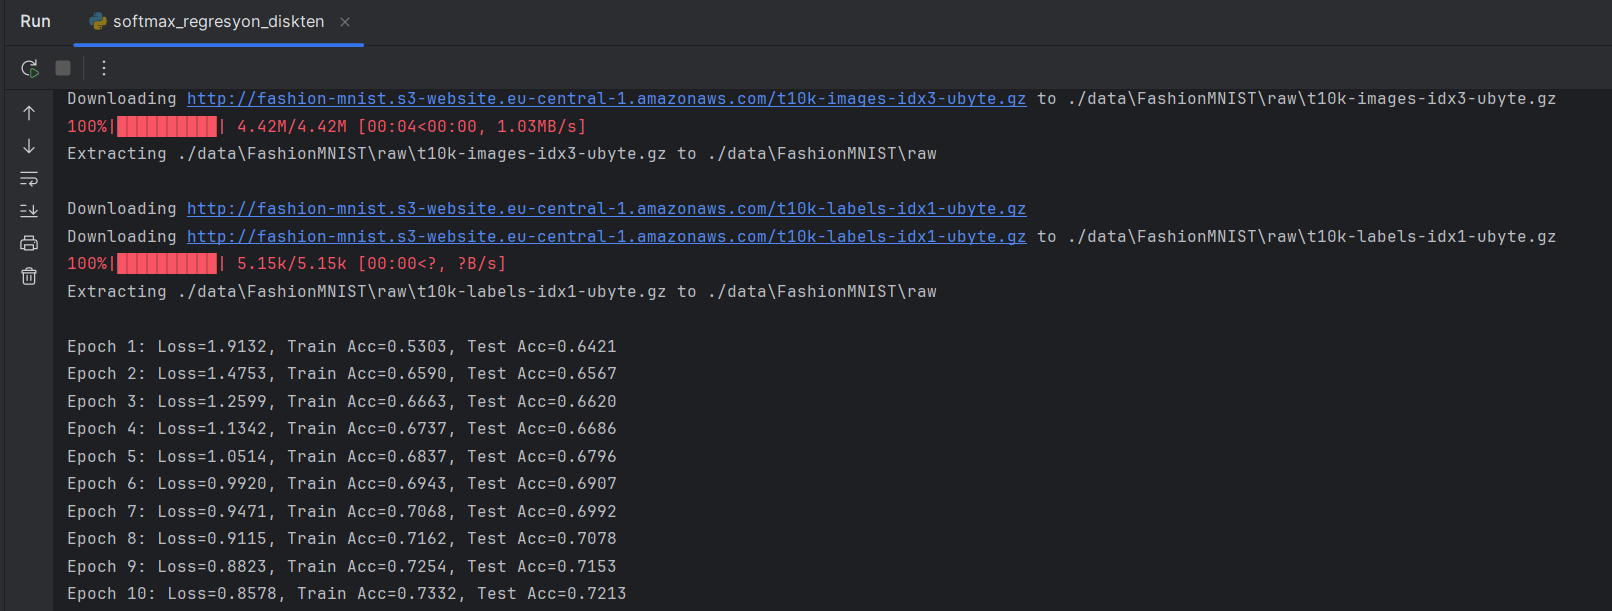 Run softmax_regresyon_diskten
Downloading http://fashion-mnist.s3-website.eu-central-1.amazonaws.com/t10k-images-idx3-ubyte.gz to ./data\FashionMNIST\raw\t10k-images-idx3-ubyte.gz
100%|██████████| 4.42M/4.42M [00:04<00:00, 1.03MB/s]
Extracting ./data\FashionMNIST\raw\t10k-images-idx3-ubyte.gz to ./data\FashionMNIST\raw
Downloading http://fashion-mnist.s3-website.eu-central-1.amazonaws.com/t10k-labels-idx1-ubyte.gz
Downloading http://fashion-mnist.s3-website.eu-central-1.amazonaws.com/t10k-labels-idx1-ubyte.gz to ./data\FashionMNIST\raw\t10k-labels-idx1-ubyte.gz
100%|██████████| 5.15k/5.15k [00:00<?, ?B/s]
Extracting ./data\FashionMNIST\raw\t10k-labels-idx1-ubyte.gz to ./data\FashionMNIST\raw
Epoch 1: Loss=1.9132, Train Acc=0.5303, Test Acc=0.6421
Epoch 2: Loss=1.4753, Train Acc=0.6590, Test Acc=0.6567
Epoch 3: Loss=1.2599, Train Acc=0.6663, Test Acc=0.6620
Epoch 4: Loss=1.1342, Train Acc=0.6737, Test Acc=0.6686
Epoch 5: Loss=1.0514, Train Acc=0.6837, Test Acc=0.6796
Epoch 6: Loss=0.9920, Train Acc=0.6943, Test Acc=0.6907
Epoch 7: Loss=0.9471, Train Acc=0.7068, Test Acc=0.6992
Epoch 8: Loss=0.9115, Train Acc=0.7162, Test Acc=0.7078
Epoch 9: Loss=0.8823, Train Acc=0.7254, Test Acc=0.7153
Epoch 10: Loss=0.8578, Train Acc=0.7332, Test Acc=0.7213